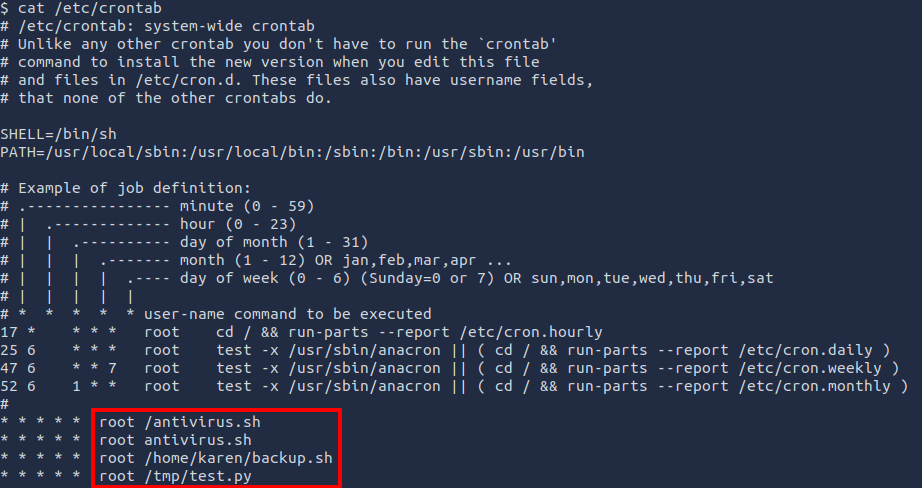 $ cat /etc/crontab
# /etc/crontab: system-wide crontab
# Unlike any other crontab you don't have to run the `crontab'
# command to install the new version when you edit this file
# and files in /etc/cron.d. These files also have username fields,
# that none of the other crontabs do.

SHELL=/bin/sh
PATH=/usr/local/sbin:/usr/local/bin:/sbin:/bin:/usr/sbin:/usr/bin

# Example of job definition:
# .---------------- minute (0 - 59)
# |  .------------- hour (0 - 23)
# |  |  .---------- day of month (1 - 31)
# |  |  |  .------- month (1 - 12) OR jan,feb,mar,apr ...
# |  |  |  |  .---- day of week (0 - 6) (Sunday=0 or 7) OR sun,mon,tue,wed,thu,fri,sat
# |  |  |  |  |
# *  *  *  *  * user-name command to be executed
17 *    * * *   root    cd / && run-parts --report /etc/cron.hourly
25 6    * * *   root    test -x /usr/sbin/anacron || ( cd / && run-parts --report /etc/cron.daily )
47 6    * * 7   root    test -x /usr/sbin/anacron || ( cd / && run-parts --report /etc/cron.weekly )
52 6    1 * *   root    test -x /usr/sbin/anacron || ( cd / && run-parts --report /etc/cron.monthly )
#
* * * * *  root /antivirus.sh
* * * * *  root antivirus.sh
* * * * *  root /home/karen/backup.sh
* * * * *  root /tmp/test.py